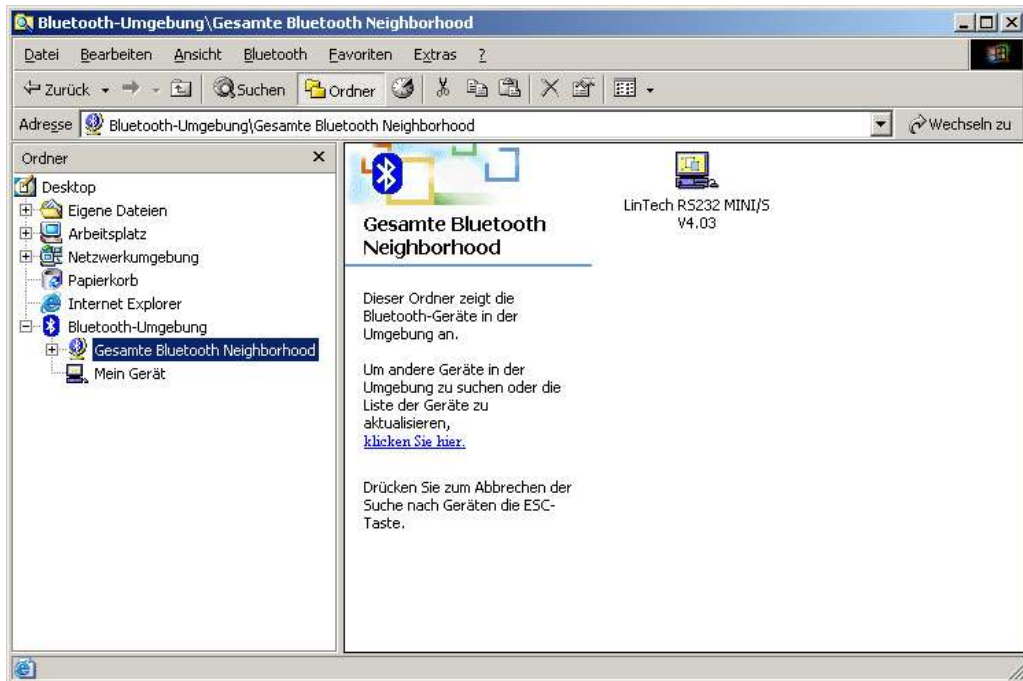 Bluetooth-Umgebung\Gesamte Bluetooth Neighborhood
Datei Bearbeiten Ansicht Bluetooth Favoriten Extras ?
Zurück Suchen Ordner
Adresse Bluetooth-Umgebung\Gesamte Bluetooth Neighborhood Wechseln zu
Ordner
Desktop
Eigene Dateien
Arbeitsplatz
Netzwerkumgebung
Papierkorb
Internet Explorer
Bluetooth-Umgebung
Gesamte Bluetooth Neighborhood
Mein Gerät
Gesamte Bluetooth
Neighborhood
Dieser Ordner zeigt die
Bluetooth-Geräte in der
Umgebung an.
Um andere Geräte in der
Umgebung zu suchen oder die
Liste der Geräte zu
aktualisieren,
klicken Sie hier.
Drücken Sie zum Abbrechen der
Suche nach Geräten die ESC-
Taste.
LinTech RS232 MINI/S
V4.03